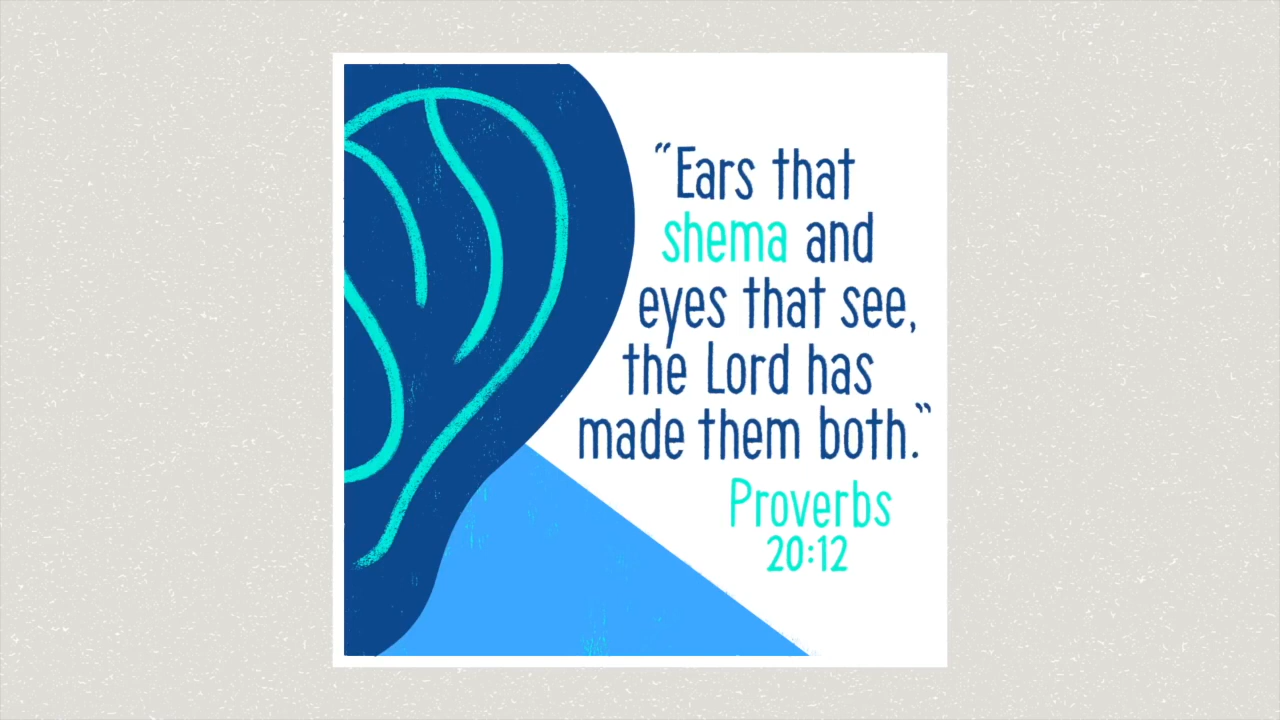 “Ears that
shema and
eyes that see,
the Lord has
made them both.”
Proverbs
20:12